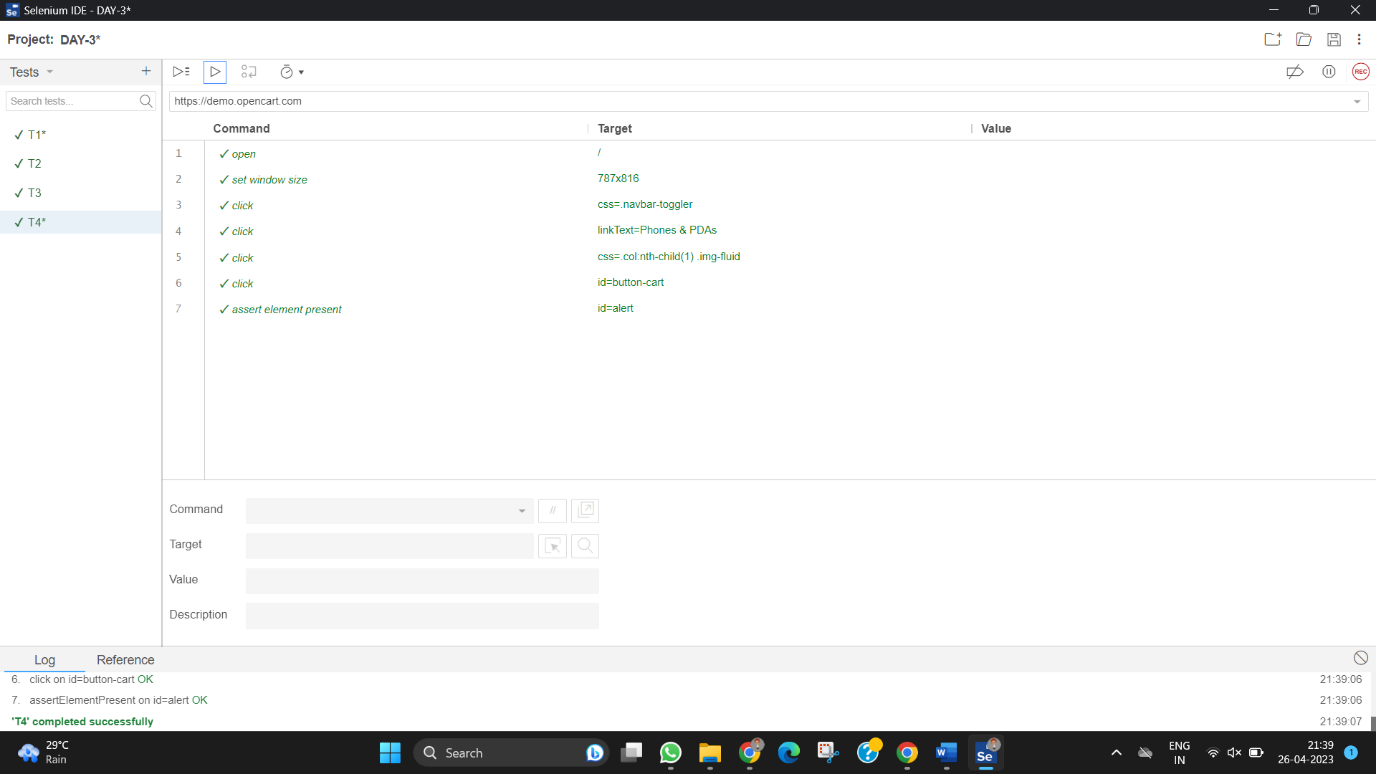 Se Selenium IDE - DAY-3*
Project: DAY-3*
Tests
Search tests...
✓ T1*
✓ T2
✓ T3
✓ T4*
REC
https://demo.opencart.com
Command Target Value
1 ✓ open /
2 ✓ set window size 787x816
3 ✓ click css=.navbar-toggler
4 ✓ click linkText=Phones & PDAs
5 ✓ click css=.col:nth-child(1) .img-fluid
6 ✓ click id=button-cart
7 ✓ assert element present id=alert
Command //
Target
Value
Description
Log Reference
6. click on id=button-cart OK 21:39:06
7. assertElementPresent on id=alert OK 21:39:06
'T4' completed successfully 21:39:07
29°C
Rain
Search
Se
ENG
IN
21:39
26-04-2023
1